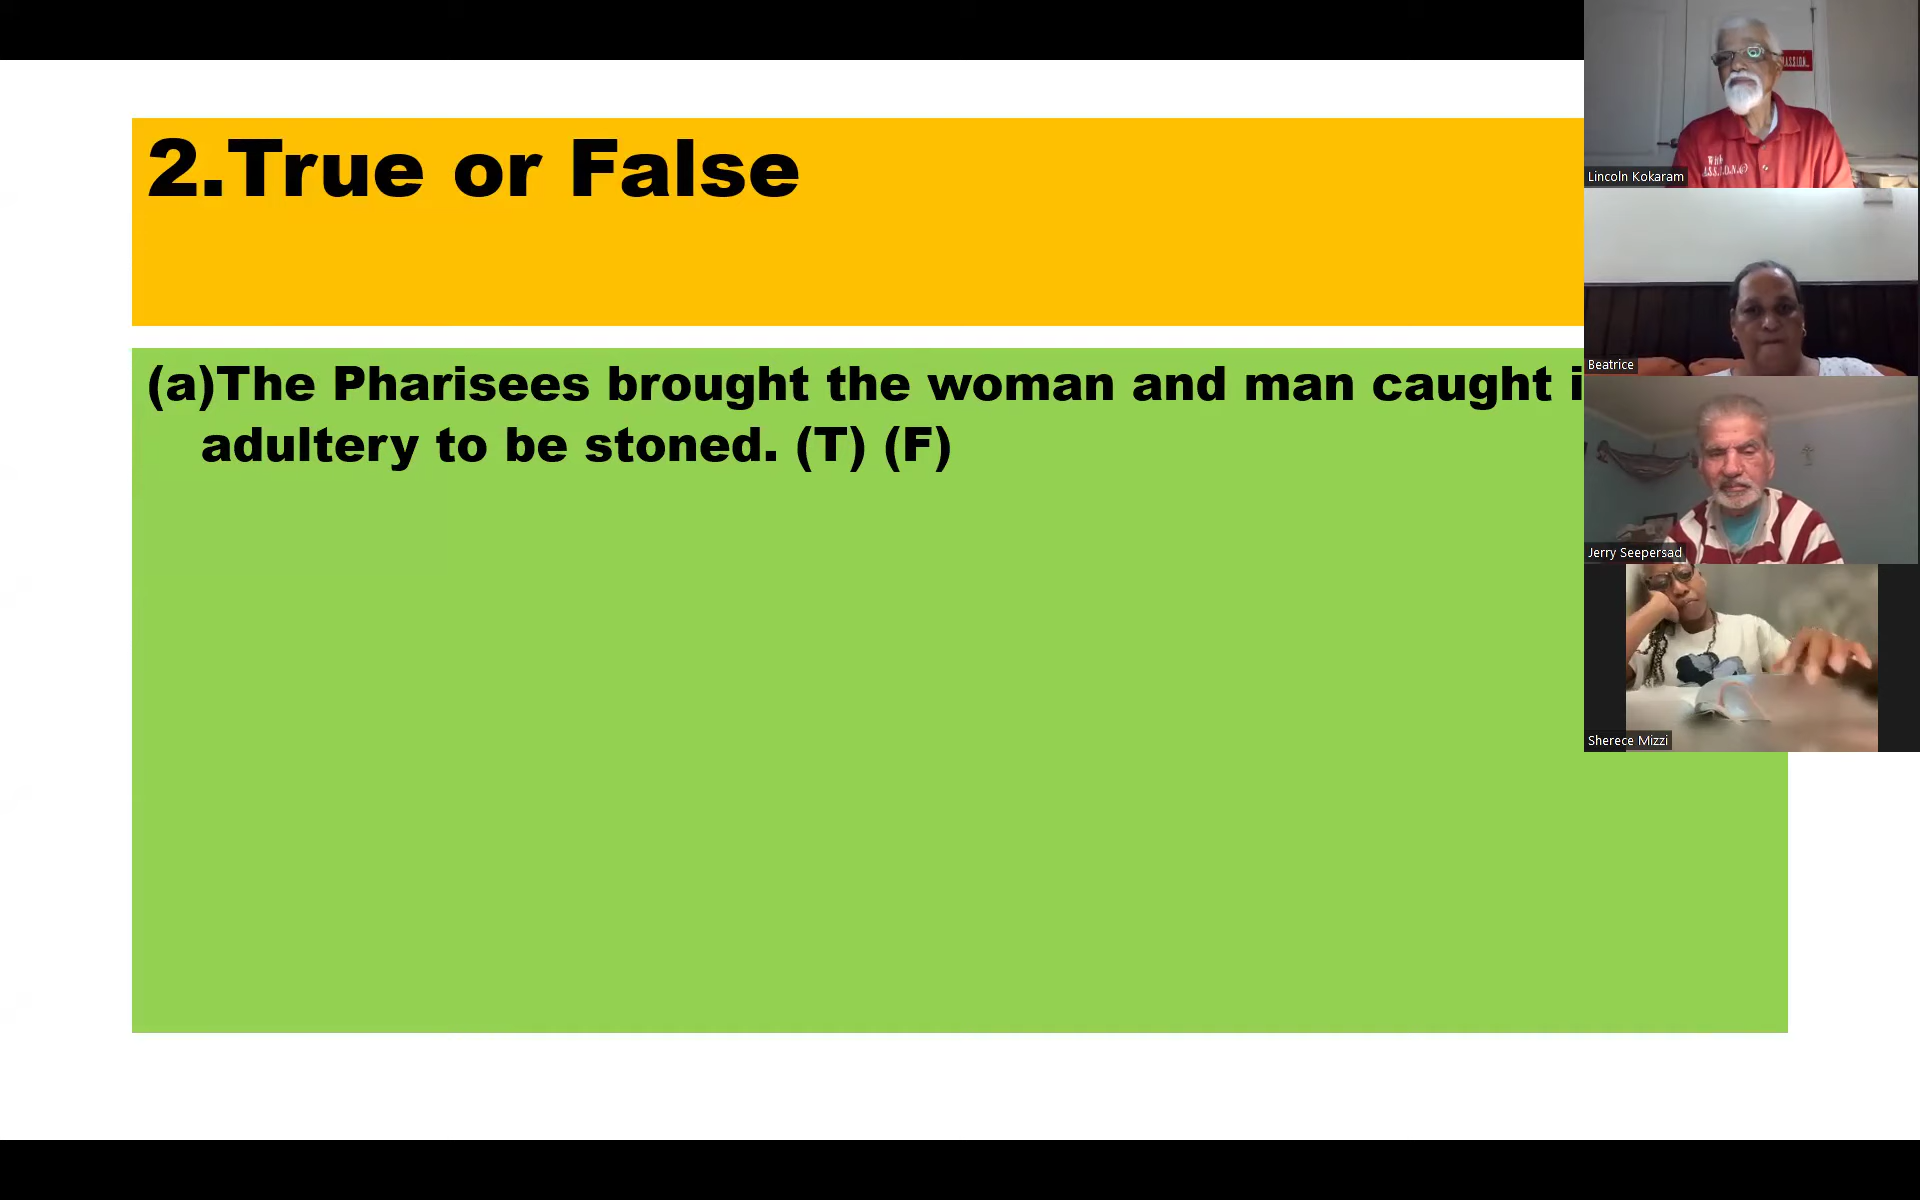 2.True or False
(a)The Pharisees brought the woman and man caught i
adultery to be stoned. (T) (F)
Lincoln Kokaram
With
Beatrice
Jerry Seepersad
Sherece Mizzi